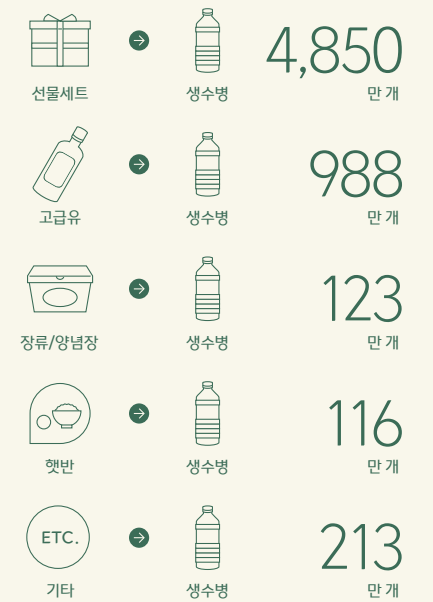 4,850
선물세트 생수병 만 개
988
고급유 생수병 만 개
123
장류/양념장 생수병 만 개
116
햇반 생수병 만 개
ETC. 213
기타 생수병 만 개